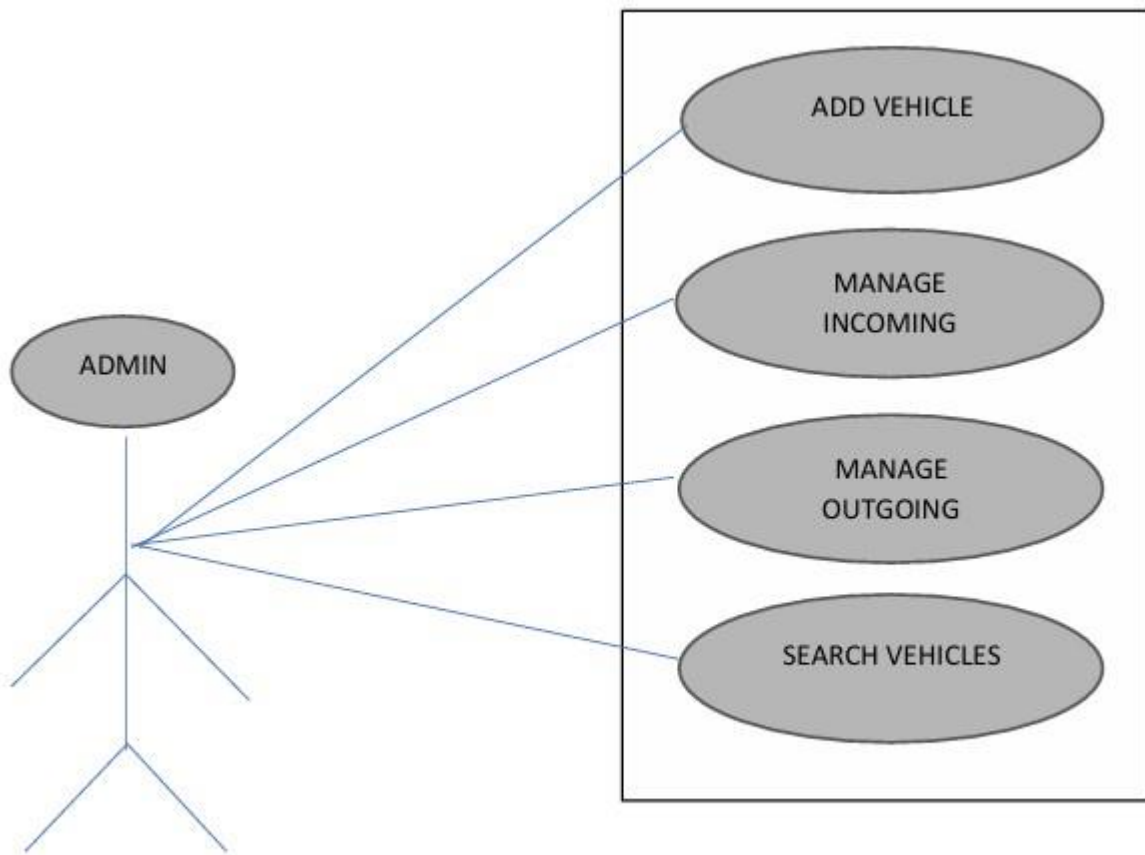 ADD VEHICLE
MANAGE
INCOMING
ADMIN
MANAGE
OUTGOING
SEARCH VEHICLES